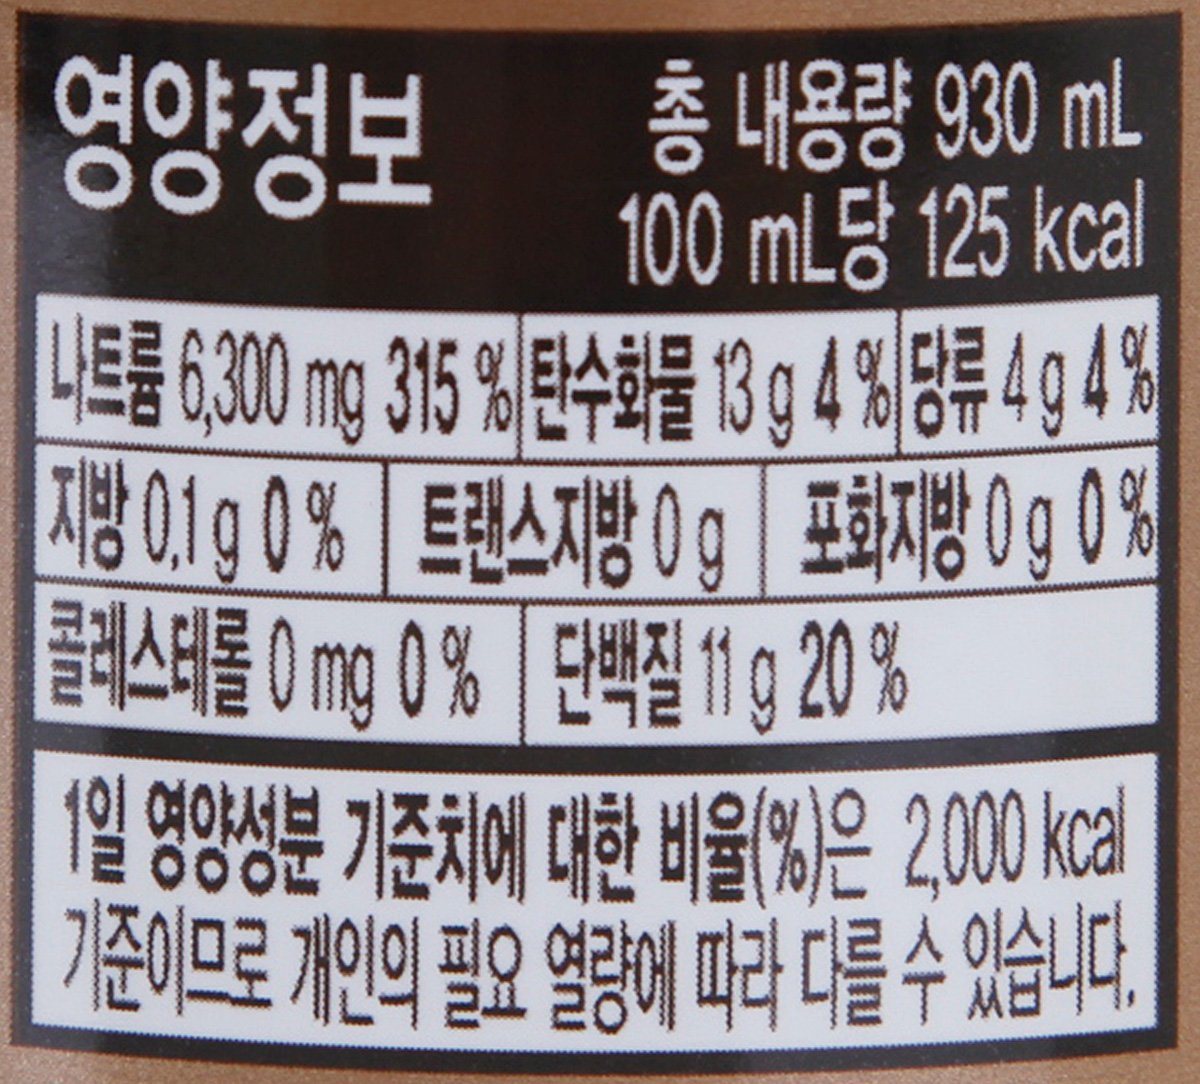 영양정보 총 내용량 930 mL
100 mL당 125 kcal
나트륨 6,300 mg 315 % 탄수화물 13 g 4 % 당류 4 g 4 %
지방 0.1 g 0 % 트랜스지방 0 g 포화지방 0 g 0 %
콜레스테롤 0 mg 0 % 단백질 11 g 20 %
1일 영양성분 기준치에 대한 비율(%)은 2,000 kcal
기준이므로 개인의 필요 열량에 따라 다를 수 있습니다.